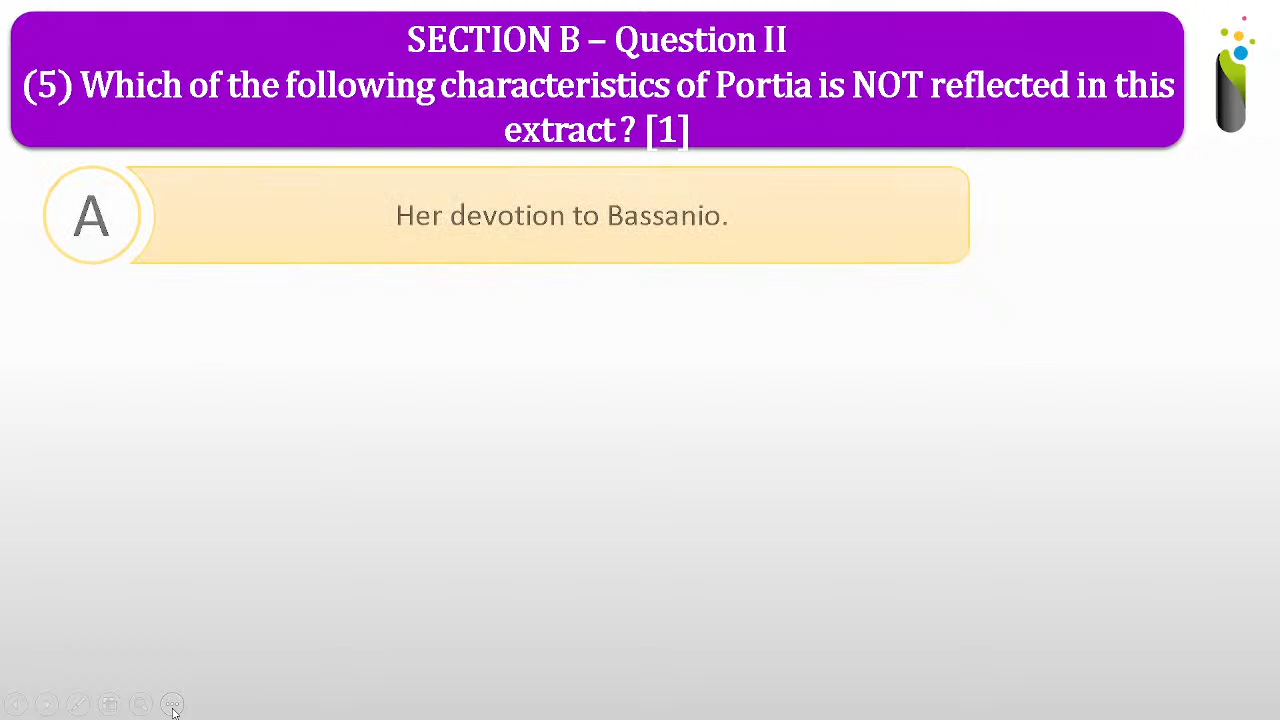 SECTION B – Question II
(5) Which of the following characteristics of Portia is NOT reflected in this
extract ? [1]
A
Her devotion to Bassanio.